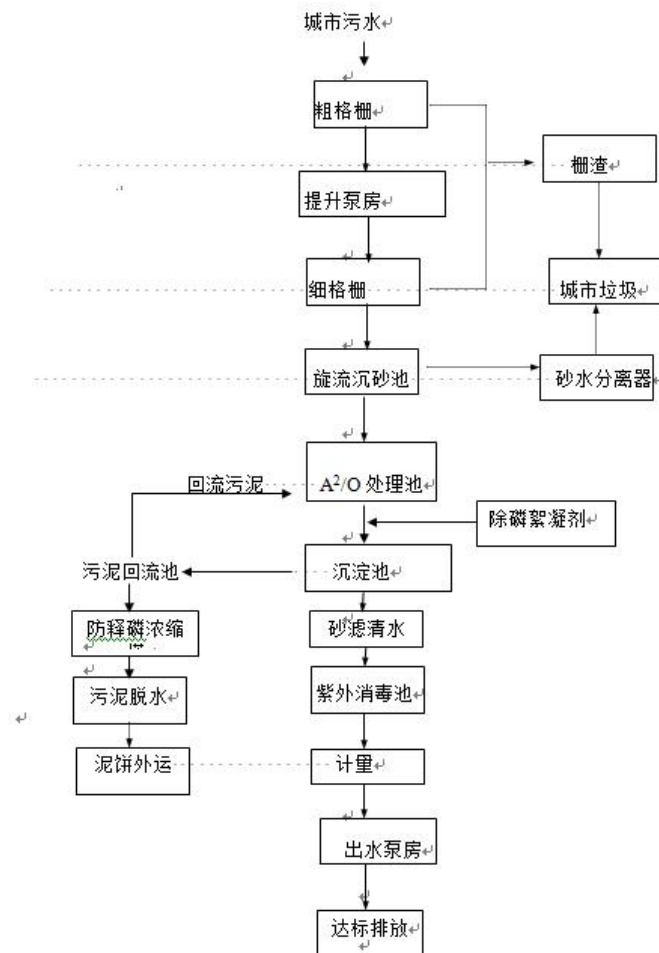 城市污水
粗格栅
栅渣
提升泵房
细格栅
城市垃圾
旋流沉砂池
砂水分离器
回流污泥
A²/O 处理池
除磷絮凝剂
污泥回流池
沉淀池
防释磷浓缩
砂滤清水
污泥脱水
紫外消毒池
泥饼外运
计量
出水泵房
达标排放